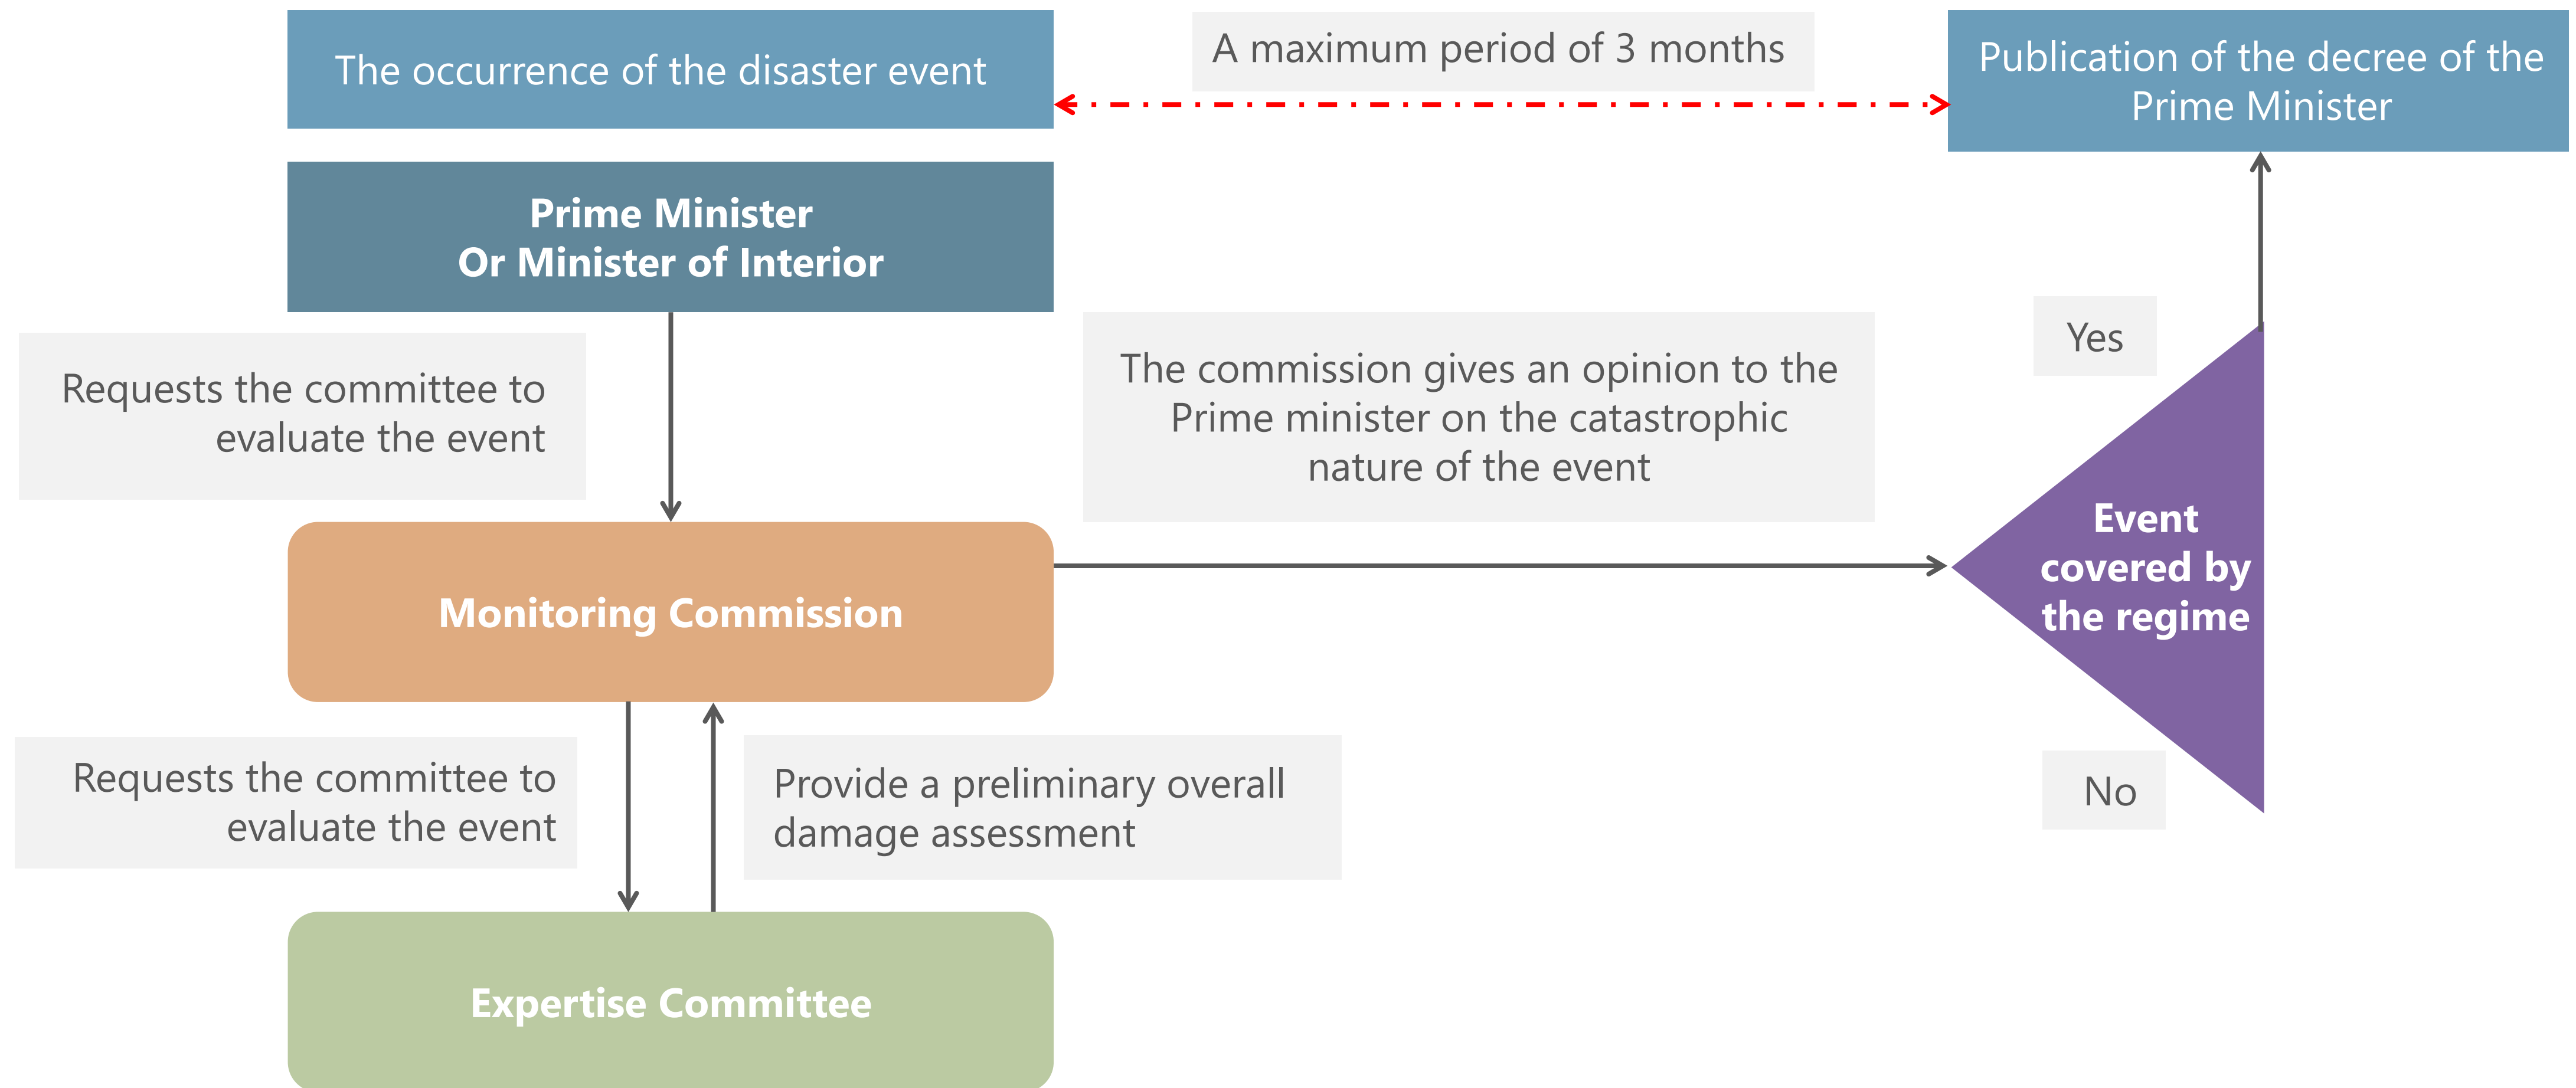 The occurrence of the disaster event
A maximum period of 3 months
Publication of the decree of the
Prime Minister
Prime Minister
Or Minister of Interior
Requests the committee to
evaluate the event
The commission gives an opinion to the
Prime minister on the catastrophic
nature of the event
Yes
Event
covered by
the regime
Monitoring Commission
Requests the committee to
evaluate the event
Provide a preliminary overall
damage assessment
No
Expertise Committee